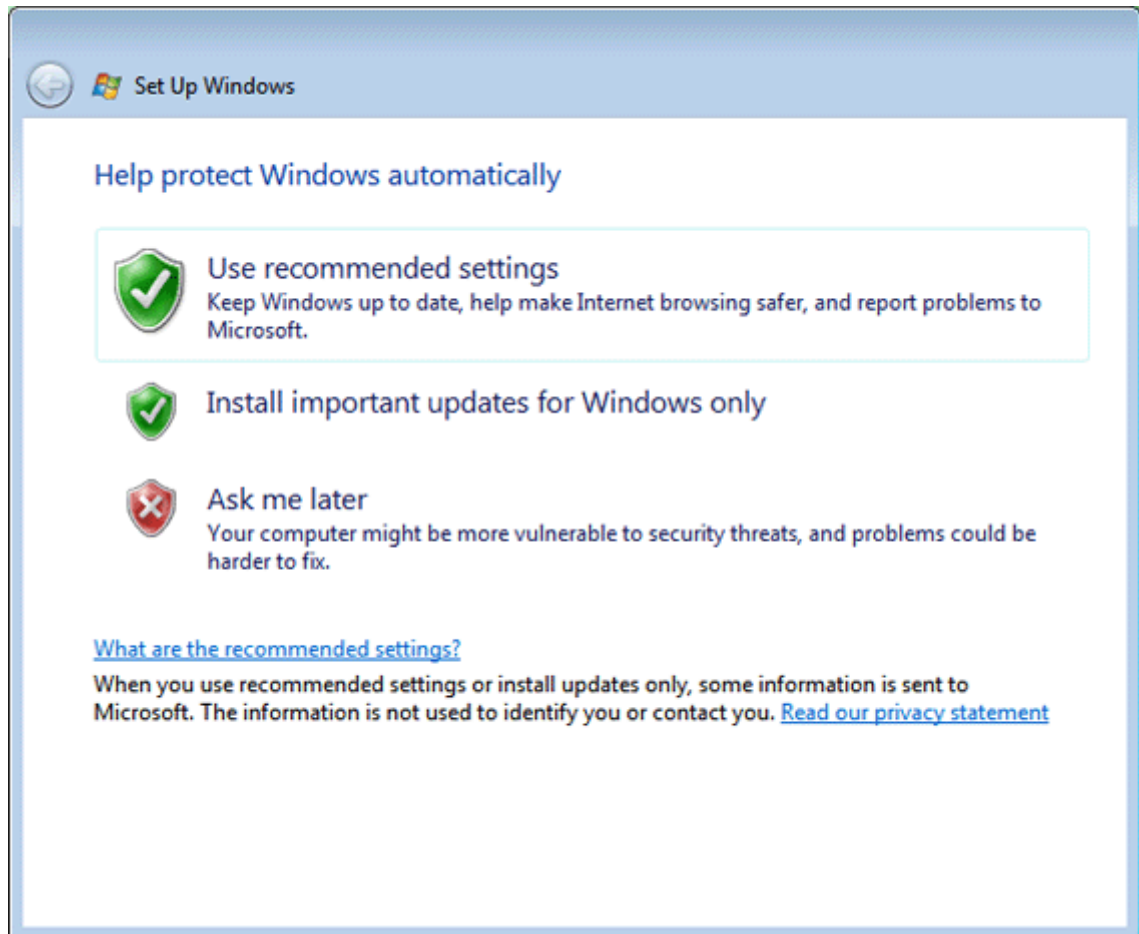 Set Up Windows
Help protect Windows automatically
Use recommended settings
Keep Windows up to date, help make Internet browsing safer, and report problems to
Microsoft.
Install important updates for Windows only
Ask me later
Your computer might be more vulnerable to security threats, and problems could be
harder to fix.
What are the recommended settings?
When you use recommended settings or install updates only, some information is sent to
Microsoft. The information is not used to identify you or contact you. Read our privacy statement